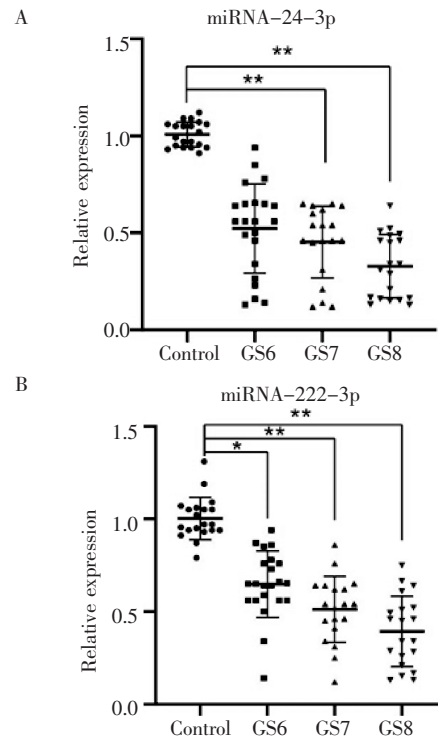 A
miRNA-24-3p
1.5
**
**
1.0
Relative expression
0.5
0.0
Control GS6 GS7 GS8
B
miRNA-222-3p
1.5
**
**
*
1.0
Relative expression
0.5
0.0
Control GS6 GS7 GS8